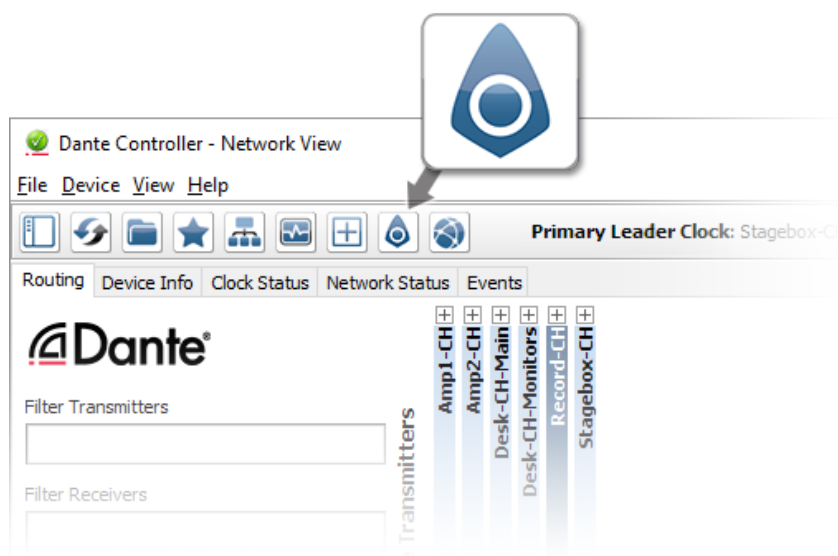 Dante Controller - Network View
File Device View Help
Primary Leader Clock: Stagebox-C
Routing Device Info Clock Status Network Status Events
Dante®
Filter Transmitters
Filter Receivers
Transmitters
Amp1-CH
Amp2-CH
Desk-CH-Main
Desk-CH-Monitors
Record-CH
Stagebox-CH